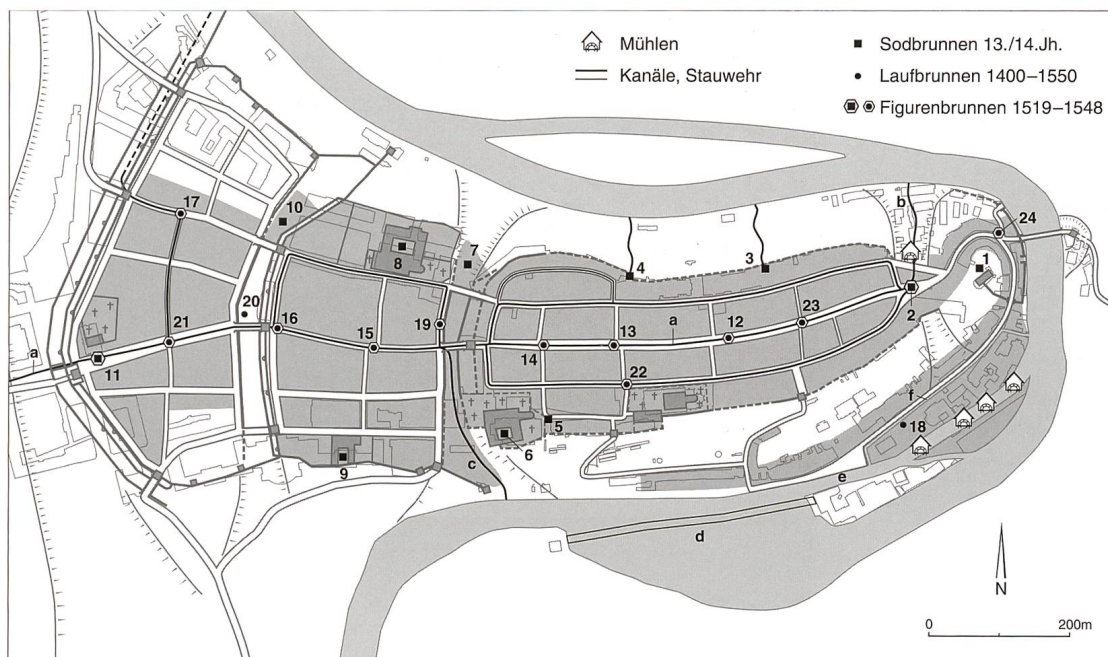 Mühlen
Kanäle, Stauwehr
Sodbrunnen 13./14.Jh.
Laufbrunnen 1400–1550
Figurenbrunnen 1519–1548
17
10
8
7
4
3
b
24
1
20
16
15
19
14
13
a
12
23
2
21
a
11
22
f
18
9
c
6
5
e
d
N
0
200m